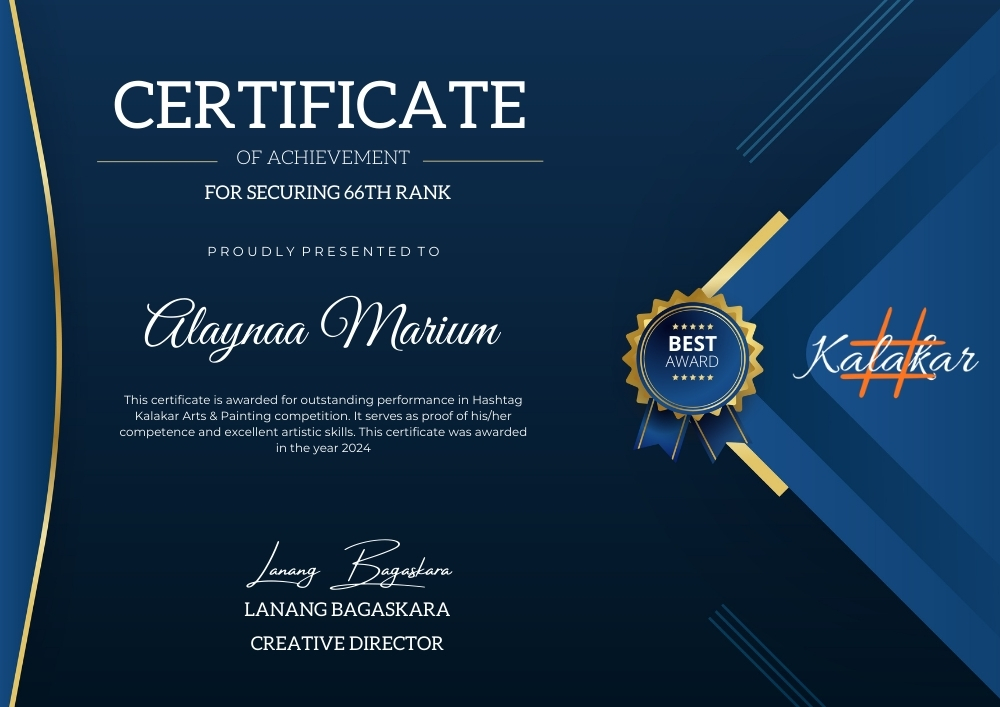 CERTIFICATE
OF ACHIEVEMENT
FOR SECURING 66TH RANK
PROUDLY PRESENTED TO
Alaynaa Marium
This certificate is awarded for outstanding performance in Hashtag
Kalakar Arts & Painting competition. It serves as proof of his/her
competence and excellent artistic skills. This certificate was awarded
in the year 2024
Lanang Bagaskara
LANANG BAGASKARA
CREATIVE DIRECTOR
BEST
AWARD
#
Kalakar